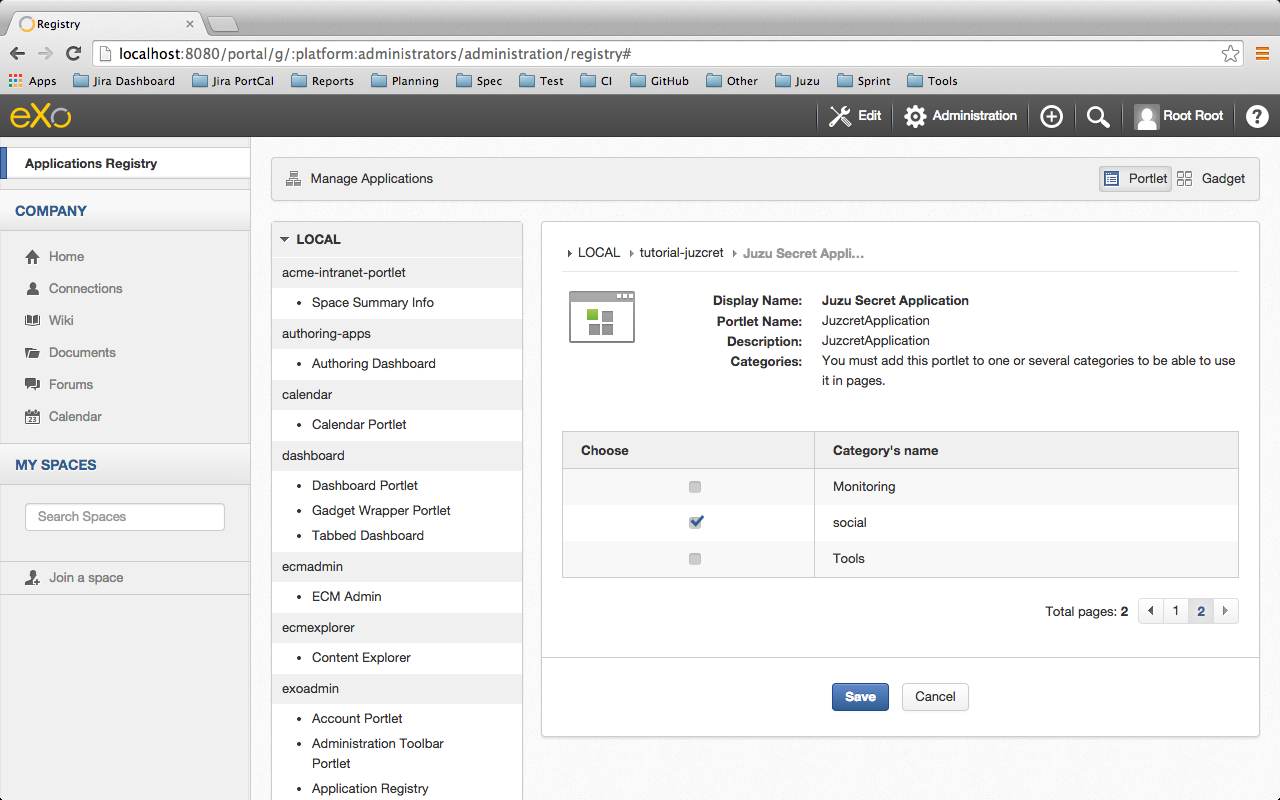 Registry
localhost:8080/portal/g/:platform:administrators/administration/registry#
Apps Jira Dashboard Jira PortCal Reports Planning Spec Test CI GitHub Other Juzu Sprint Tools
eXo Edit Administration Root Root ?
Applications Registry
COMPANY
Home
Connections
Wiki
Documents
Forums
23 Calendar
MY SPACES
Search Spaces
Join a space
Manage Applications Portlet Gadget
LOCAL
acme-intranet-portlet
• Space Summary Info
authoring-apps
• Authoring Dashboard
calendar
• Calendar Portlet
dashboard
• Dashboard Portlet
• Gadget Wrapper Portlet
• Tabbed Dashboard
ecmadmin
• ECM Admin
ecmexplorer
• Content Explorer
exoadmin
• Account Portlet
• Administration Toolbar
Portlet
• Application Registry
LOCAL tutorial-juzcret Juzu Secret Appli...
Display Name: Juzu Secret Application
Portlet Name: JuzcretApplication
Description: JuzcretApplication
Categories: You must add this portlet to one or several categories to be able to use
it in pages.
Choose Category's name
Monitoring
social
Tools
Total pages: 2 1 2
Save Cancel